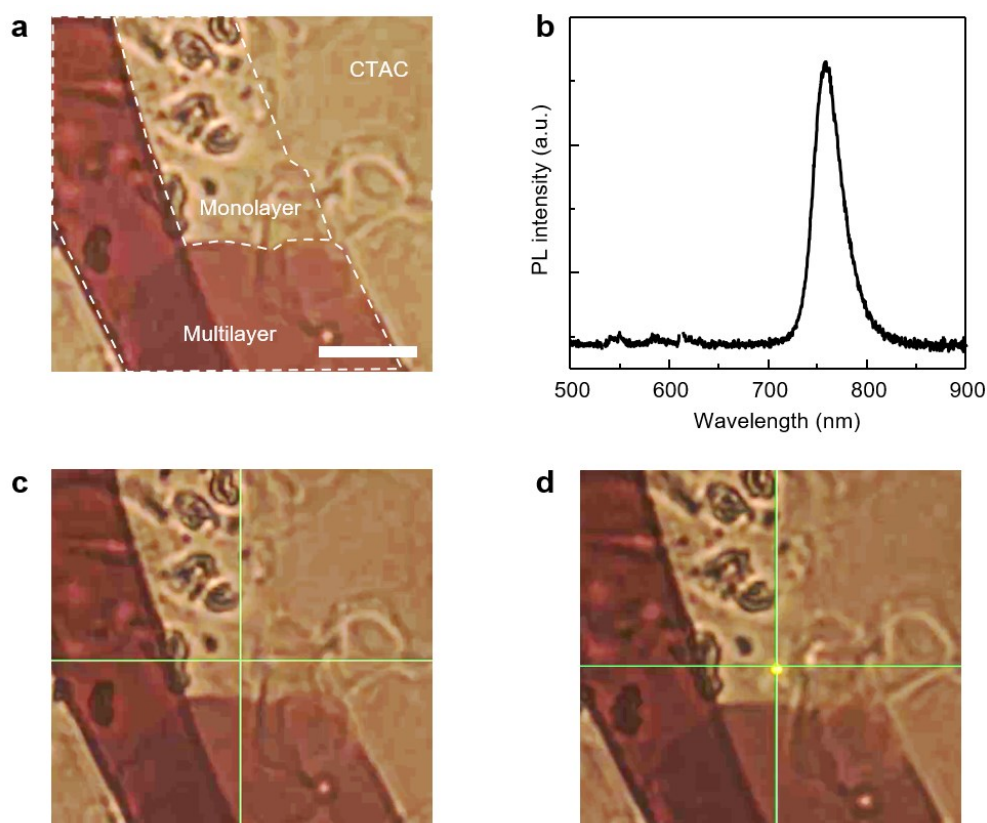 a
CTAC
Monolayer
Multilayer
b
PL intensity (a.u.)
500 600 700 800 900
Wavelength (nm)
c
d